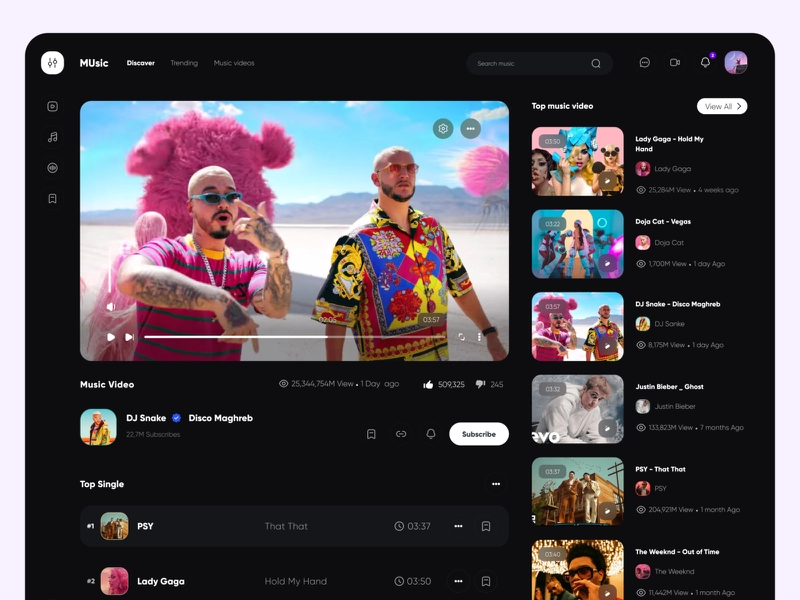 MUsic
Discover
Trending
Music videos
Search music
2
Top music video
View All
02:05
03:57
Music Video
25,344,754M View • 1 Day ago
509,325
245
DJ Snake
Disco Maghreb
22,7M Subscribes
Subscribe
Top Single
#1
PSY
That That
03:37
#2
Lady Gaga
Hold My Hand
03:50
03:50
Lady Gaga - Hold My
Hand
Lady Gaga
25,284M View • 4 weeks ago
03:22
Doja Cat - Vegas
Doja Cat
1,700M View • 1 day Ago
03:57
DJ Snake - Disco Maghreb
DJ Sanke
8,175M View • 1 day Ago
03:32
evo
Justin Bieber _ Ghost
Justin Bieber
133,823M View • 7 months Ago
03:37
PSY - That That
PSY
204,921M View • 1 month Ago
03:40
The Weeknd - Out of Time
The Weeknd
11,442M View • 1 month Ago